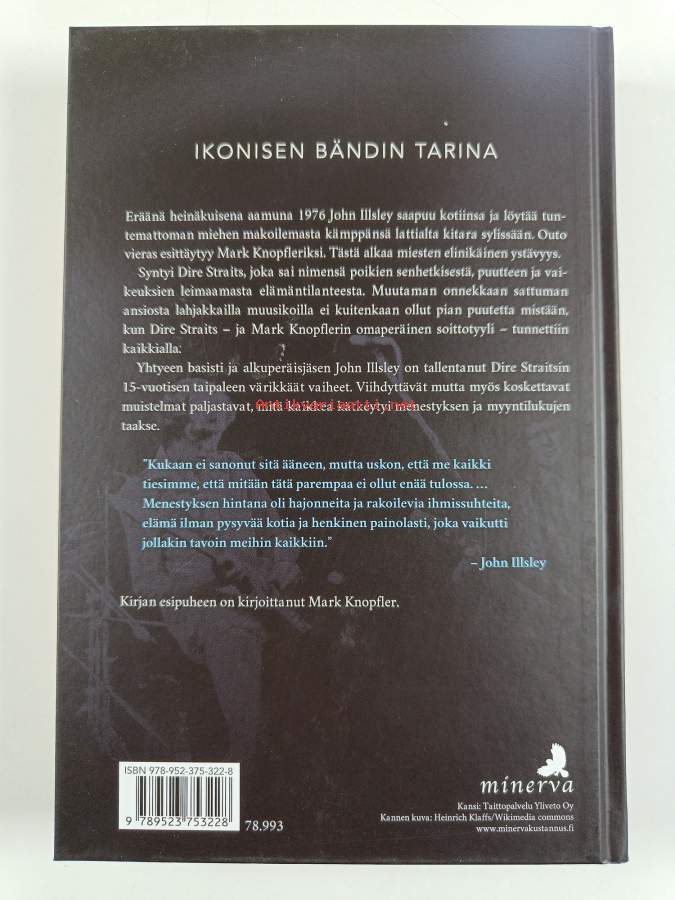 IKONISEN BÄNDIN TARINA
Eräänä heinäkuisena aamuna 1976 John Illsley saapuu kotiinsa ja löytää tun-
temattoman miehen makoilemasta kämppänsä lattialta kitara sylissään. Outo
vieras esittäytyy Mark Knopfleriksi. Tästä alkaa miesten elinikäinen ystävyys.
Syntyi Dire Straits, joka sai nimensä poikien senhetkisestä, puutteen ja vai-
keuksien leimaamasta elämäntilanteesta. Muutaman onnekkaan sattuman
ansiosta lahjakkailla muusikoilla ei kuitenkaan ollut pian puutetta mistään,
kun Dire Straits – ja Mark Knopflerin omaperäinen soittotyyli – tunnettiin
kaikkialla.
Yhtyeen basisti ja alkuperäisjäsen John Illsley on tallentanut Dire Straitsin
15-vuotisen taipaleen värikkäät vaiheet. Viihdyttävät mutta myös koskettavat
muistelmat paljastavat, mitä kaikkea kätkeytyi menestyksen ja myyntilukujen
taakse.
Antikvariaatti.net
”Kukaan ei sanonut sitä ääneen, mutta uskon, että me kaikki
tiesimme, että mitään tätä parempaa ei ollut enää tulossa. …
Menestyksen hintana oli hajonneita ja rakoilevia ihmissuhteita,
elämä ilman pysyvää kotia ja henkinen painolasti, joka vaikutti
jollakin tavoin meihin kaikkiin.”
– John Illsley
Kirjan esipuheen on kirjoittanut Mark Knopfler.
ISBN 978-952-375-322-8
9 789523 753228
78.993
minerva
Kansi: Taittopalvelu Yliveto Oy
Kannen kuva: Heinrich Klaffs/Wikimedia commons
www.minervakustannus.fi